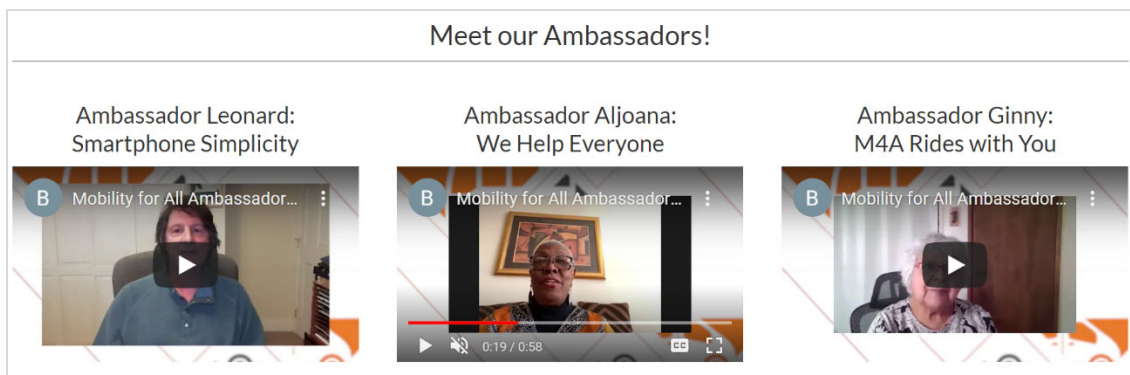 Meet our Ambassadors!
Ambassador Leonard:
Smartphone Simplicity
B Mobility for All Ambassador...
Ambassador Aljoana:
We Help Everyone
B Mobility for All Ambassador...
0:19 / 0:58
CC
Ambassador Ginny:
M4A Rides with You
B Mobility for All Ambassador...